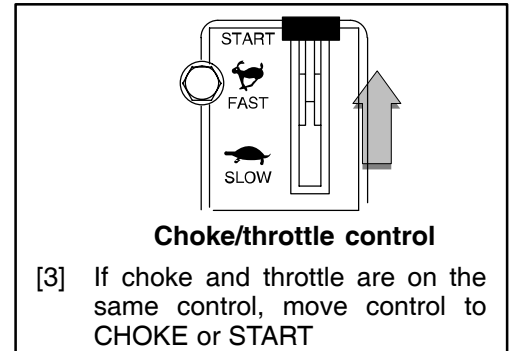 START
FAST
SLOW
Choke/throttle control
[3] If choke and throttle are on the
same control, move control to
CHOKE or START